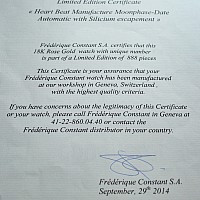 Limited Edition Certificate
« Heart Beat Manufacture Moonphase-Date
Automatic with Silicium escapement »
Frédérique Constant S.A. certifies that this
18K Rose Gold watch with unique number
is part of a Limited Edition of 888 pieces
This Certificate is your assurance that your
Frédérique Constant watch has been manufactured
at our workshop in Geneva, Switzerland ,
with the highest quality criteria.
If you have concerns about the legitimacy of this Certificate
or your watch, please call Frédérique Constant in Geneva at
41-22-860.04.40 or contact the
Frédérique Constant distributor in your country.
Frédérique Constant S.A.
September, 29th 2014